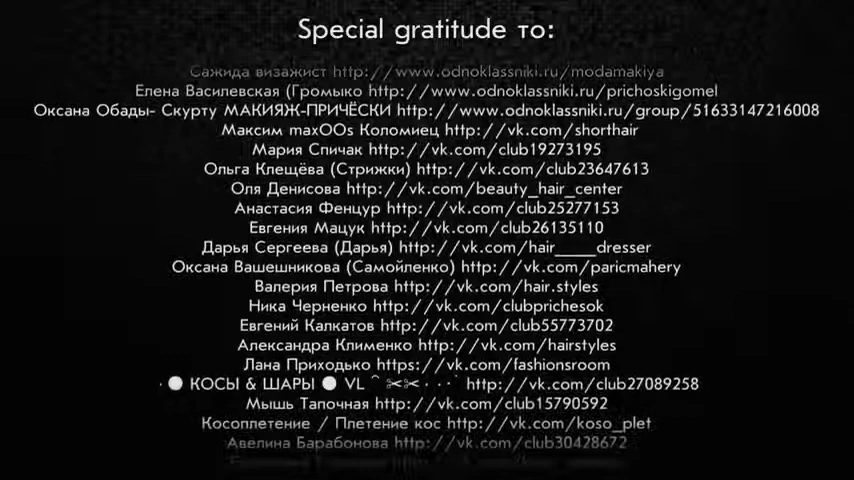 Special gratitude to:
Сажида визажист http://www.odnoklassniki.ru/modamakiya
Елена Василевская (Громыко http://www.odnoklassniki.ru/prichoskigomel
Оксана Обады- Скурту МАКИЯЖ-ПРИЧЁСКИ http://www.odnoklassniki.ru/group/51633147216008
Максим maxOOs Коломиец http://vk.com/shorthair
Мария Спичак http://vk.com/club19273195
Ольга Клещёва (Стрижки) http://vk.com/club23647613
Оля Денисова http://vk.com/beauty_hair_center
Анастасия Фенцур http://vk.com/club25277153
Евгения Мацук http://vk.com/club26135110
Дарья Сергеева (Дарья) http://vk.com/hair____dresser
Оксана Вашешникова (Самойленко) http://vk.com/paricmahery
Валерия Петрова http://vk.com/hair.styles
Ника Черненко http://vk.com/clubprichesok
Евгений Калкатов http://vk.com/club55773702
Александра Клименко http://vk.com/hairstyles
Лана Приходько https://vk.com/fashionsroom
· ● КОСЫ & ШАРЫ ● VL ⌒ ✂✂ · · ·˙ http://vk.com/club27089258
Мышь Тапочная http://vk.com/club15790592
Косоплетение / Плетение кос http://vk.com/koso_plet
Авелина Барабонова http://vk.com/club30428672